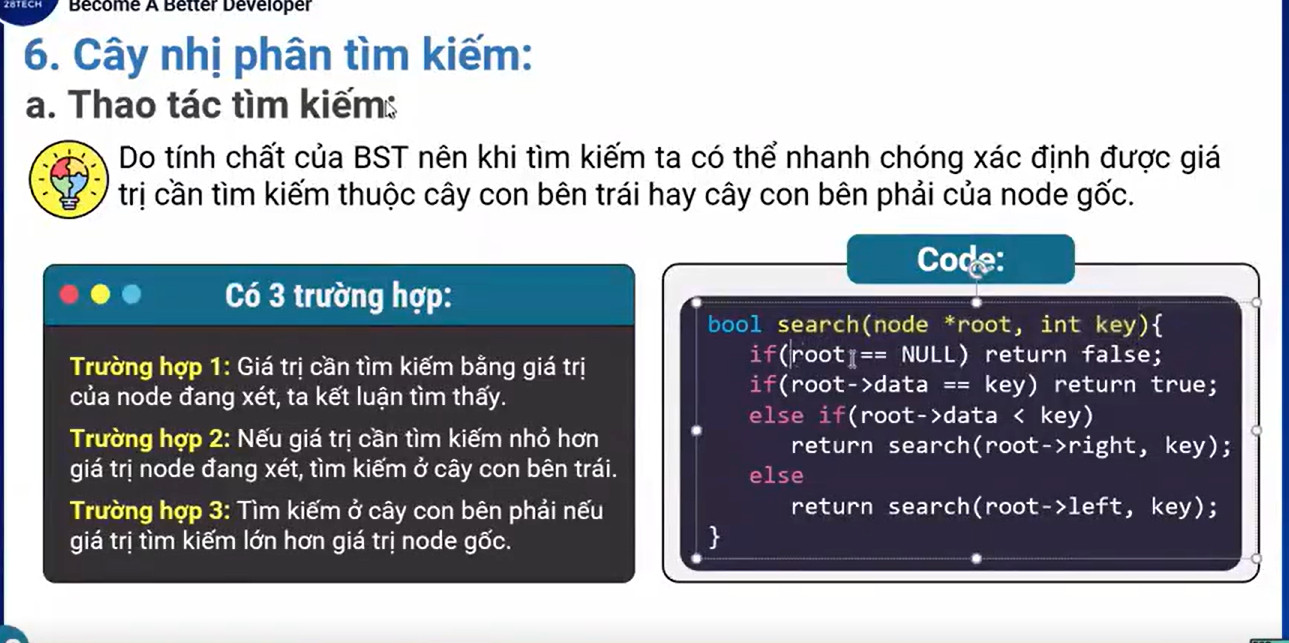 28TECH
Become A Better Developer
6. Cây nhị phân tìm kiếm:
a. Thao tác tìm kiếm:
Do tính chất của BST nên khi tìm kiếm ta có thể nhanh chóng xác định được giá
trị cần tìm kiếm thuộc cây con bên trái hay cây con bên phải của node gốc.
Có 3 trường hợp:
Trường hợp 1: Giá trị cần tìm kiếm bằng giá trị
của node đang xét, ta kết luận tìm thấy.
Trường hợp 2: Nếu giá trị cần tìm kiếm nhỏ hơn
giá trị node đang xét, tìm kiếm ở cây con bên trái.
Trường hợp 3: Tìm kiếm ở cây con bên phải nếu
giá trị tìm kiếm lớn hơn giá trị node gốc.
Code:
bool search(node *root, int key){
if(root == NULL) return false;
if(root->data == key) return true;
else if(root->data < key)
return search(root->right, key);
else
return search(root->left, key);
}